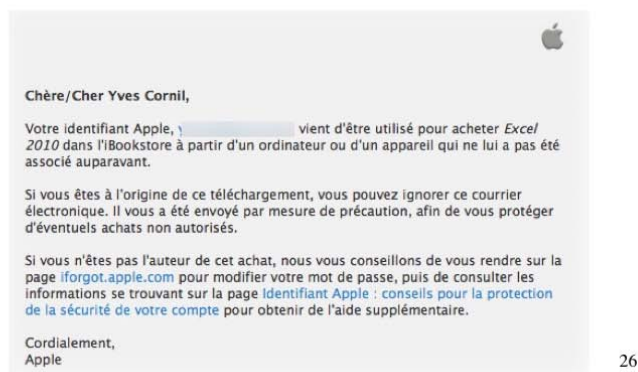 Chère/Cher Yves Cornil,
Votre identifiant Apple, vient d'être utilisé pour acheter Excel
2010 dans l'iBookstore à partir d'un ordinateur ou d'un appareil qui ne lui a pas été
associé auparavant.
Si vous êtes à l'origine de ce téléchargement, vous pouvez ignorer ce courrier
électronique. Il vous a été envoyé par mesure de précaution, afin de vous protéger
d'éventuels achats non autorisés.
Si vous n'êtes pas l'auteur de cet achat, nous vous conseillons de vous rendre sur la
page iforgot.apple.com pour modifier votre mot de passe, puis de consulter les
informations se trouvant sur la page Identifiant Apple : conseils pour la protection
de la sécurité de votre compte pour obtenir de l'aide supplémentaire.
Cordialement,
Apple
26